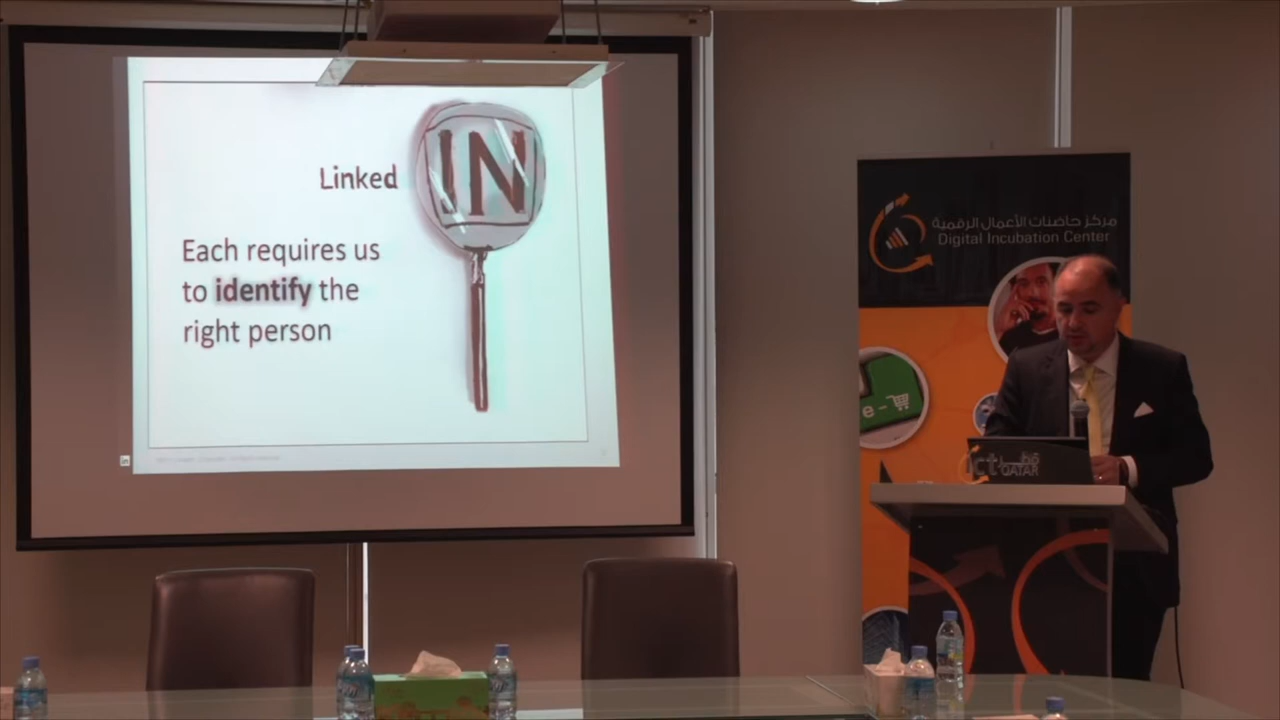 Linked
IN
Each requires us
to identify the
right person
in
مركز حاضنات الأعمال الرقمية
Digital Incubation Center
e-
ict
قطر
QATAR